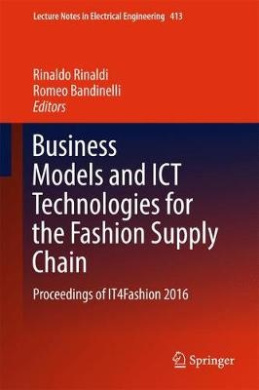 Lecture Notes in Electrical Engineering 413
Rinaldo Rinaldi
Romeo Bandinelli
Editors
Business
Models and ICT
Technologies for
the Fashion Supply
Chain
Proceedings of IT4Fashion 2016
Springer